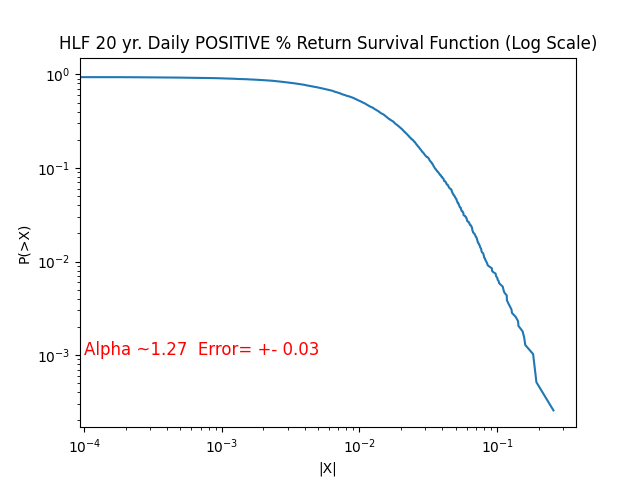 HLF 20 yr. Daily POSITIVE % Return Survival Function (Log Scale)
10⁰
10⁻¹
10⁻²
10⁻³
P(>X)
Alpha ~1.27  Error= +- 0.03
10⁻⁴ 10⁻³ 10⁻² 10⁻¹
|X|